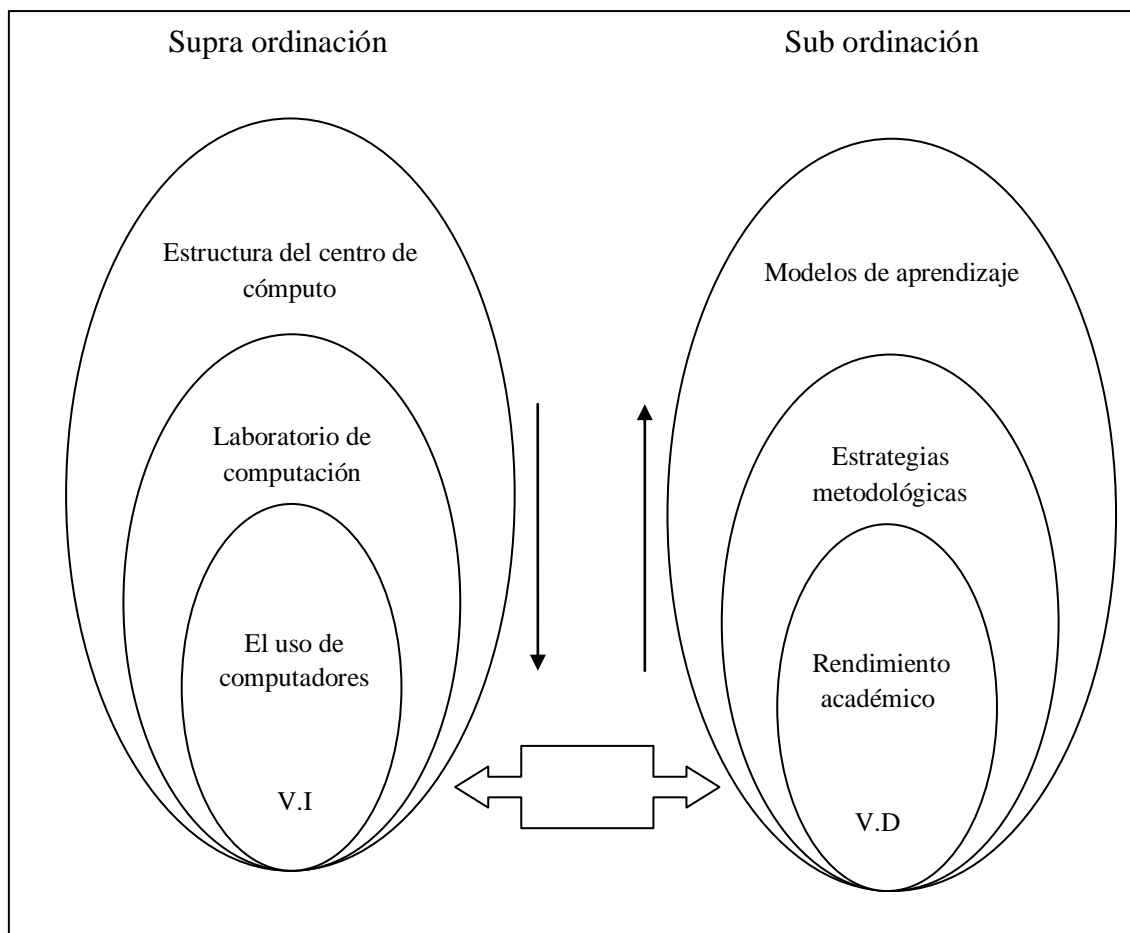 Supra ordinación
Sub ordinación
Estructura del centro de
cómputo
Laboratorio de
computación
El uso de
computadores
V.I
Modelos de aprendizaje
Estrategias
metodológicas
Rendimiento
académico
V.D